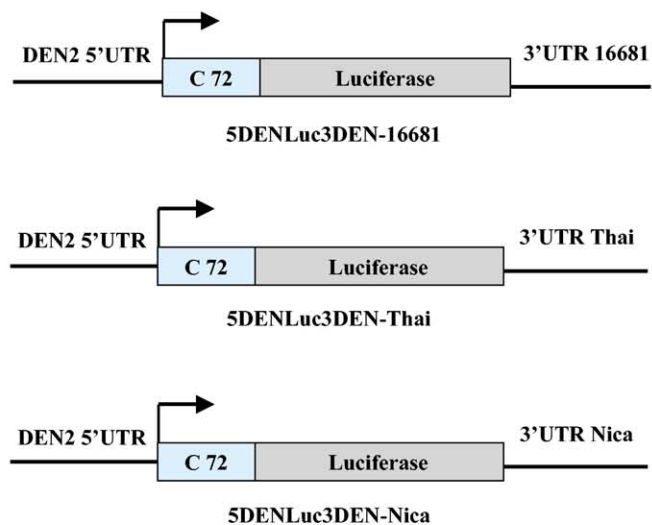 DEN2 5’UTR
3’UTR 16681
C 72
Luciferase
5DENLuc3DEN-16681
DEN2 5’UTR
3’UTR Thai
C 72
Luciferase
5DENLuc3DEN-Thai
DEN2 5’UTR
3’UTR Nica
C 72
Luciferase
5DENLuc3DEN-Nica